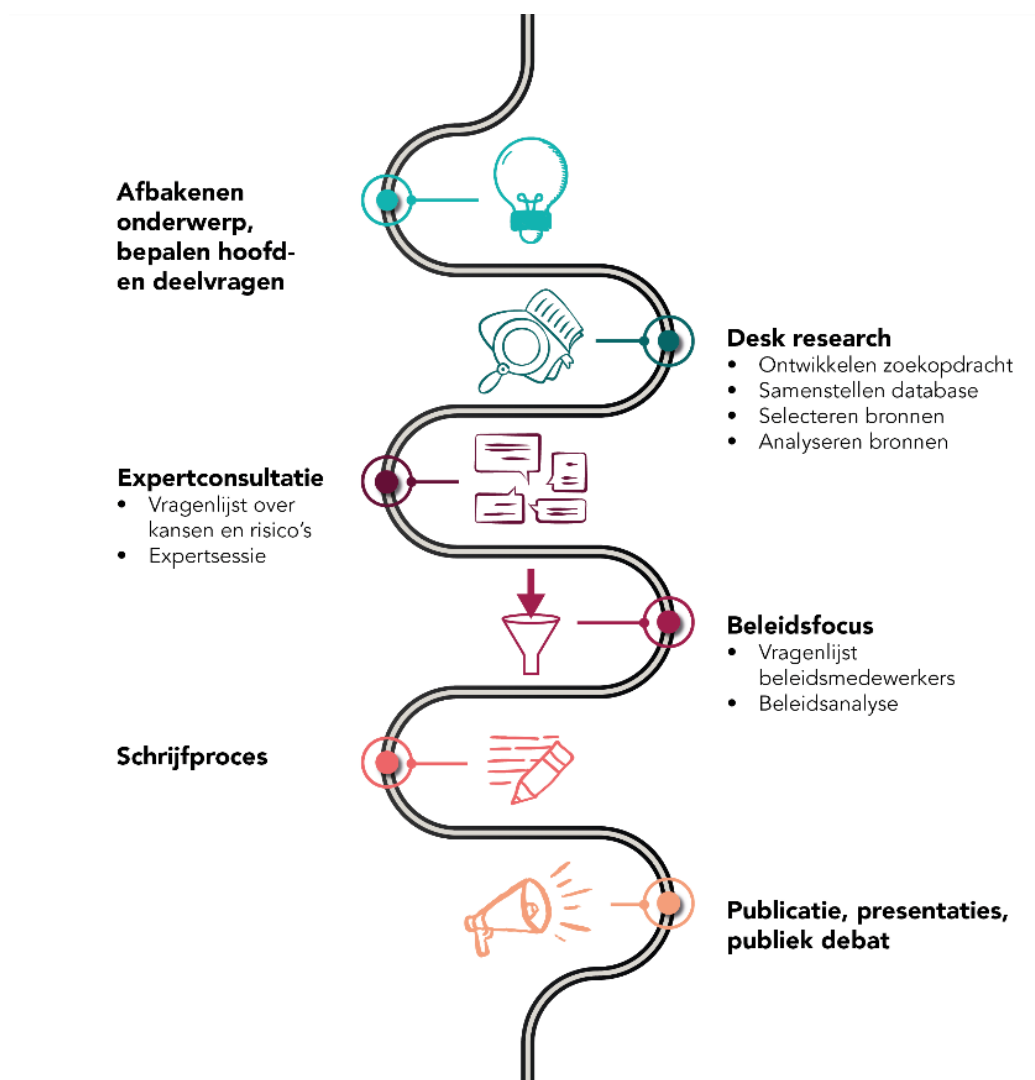 Afbakenen
onderwerp,
bepalen hoofd-
en deelvragen
Desk research
• Ontwikkelen zoekopdracht
• Samenstellen database
• Selecteren bronnen
• Analyseren bronnen
Expertconsultatie
• Vragenlijst over
kansen en risico's
• Expertsessie
Beleidsfocus
• Vragenlijst
beleidsmedewerkers
• Beleidsanalyse
Schrijfproces
Publicatie, presentaties,
publiek debat